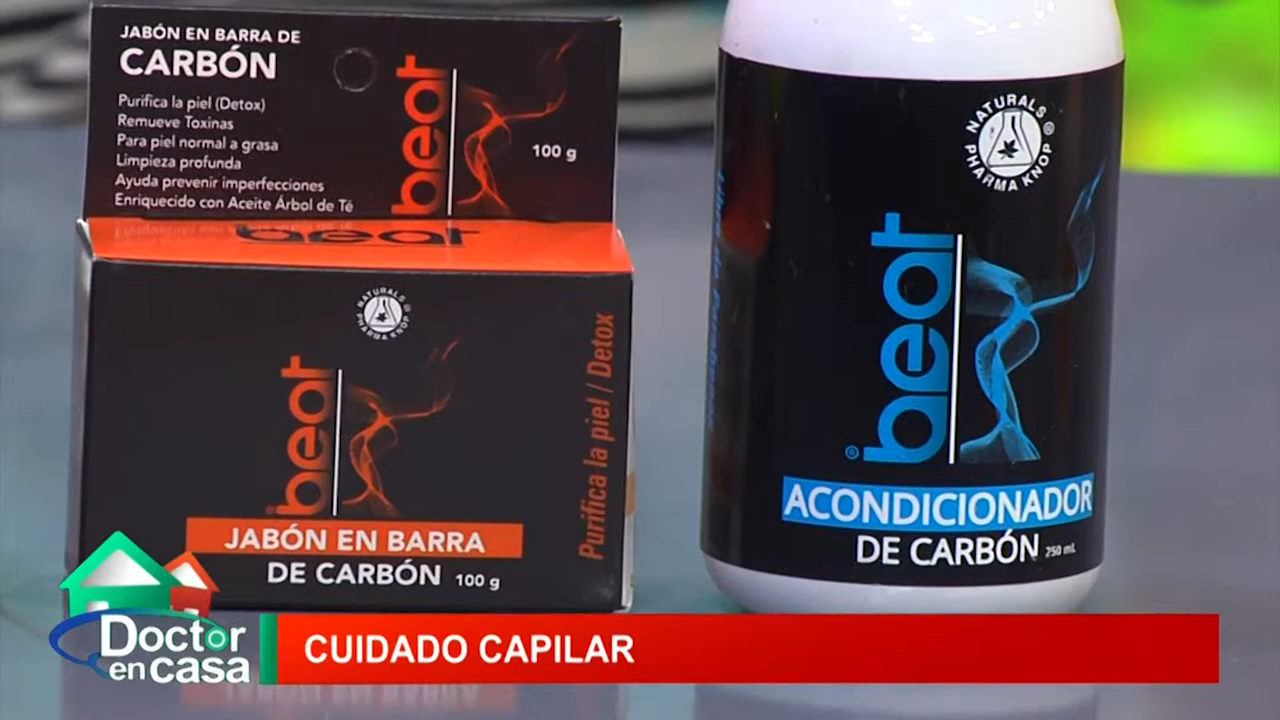 JABÓN EN BARRA DE
CARBÓN
Purifica la piel (Detox)
Remueve Toxinas
Para piel normal a grasa
Limpieza profunda
Ayuda prevenir imperfecciones
Enriquecido con Aceite Árbol de Té
beat
100 g
beat
NATURALS ®
PHARMA KNOP
beat
Purifica la piel / Detox
JABÓN EN BARRA
DE CARBÓN 100 g
NATURALS ®
PHARMA KNOP
beat®
ACONDICIONADOR
DE CARBÓN 250 mL
Doctor
en casa
CUIDADO CAPILAR